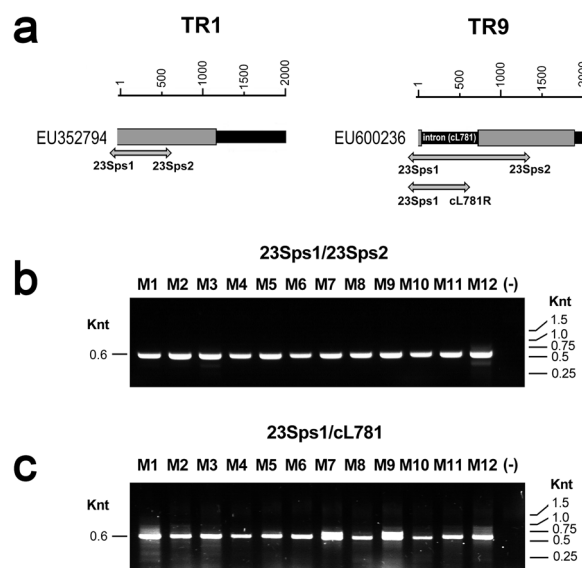 a
TR1 TR9
1 500 1000 2000 1 500 1000 2000
EU352794 EU600236 intron (cL781)
23Sps1 23Sps2 23Sps1 23Sps2
23Sps1 cL781R
b
23Sps1/23Sps2
M1 M2 M3 M4 M5 M6 M7 M8 M9 M10 M11 M12 (-)
Knt Knt
1.5
1.0
0.6 0.75
0.5
0.25
c
23Sps1/cL781
M1 M2 M3 M4 M5 M6 M7 M8 M9 M10 M11 M12 (-)
Knt Knt
1.5
1.0
0.6 0.75
0.5
0.25